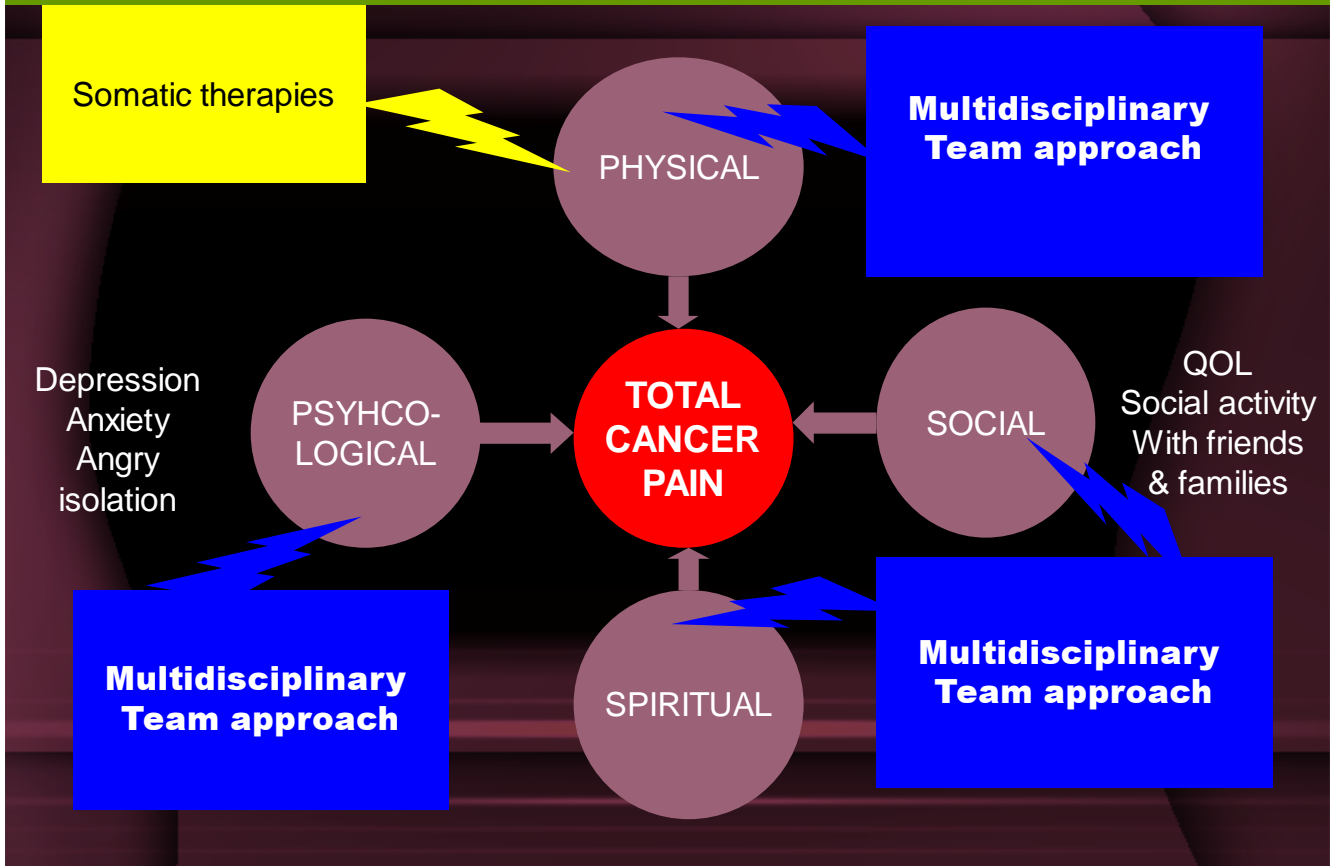 Somatic therapies
Multidisciplinary
Team approach
PHYSICAL
Depression
Anxiety
Angry
isolation
PSYHCO-
LOGICAL
TOTAL
CANCER
PAIN
SOCIAL
QOL
Social activity
With friends
& families
Multidisciplinary
Team approach
SPIRITUAL
Multidisciplinary
Team approach